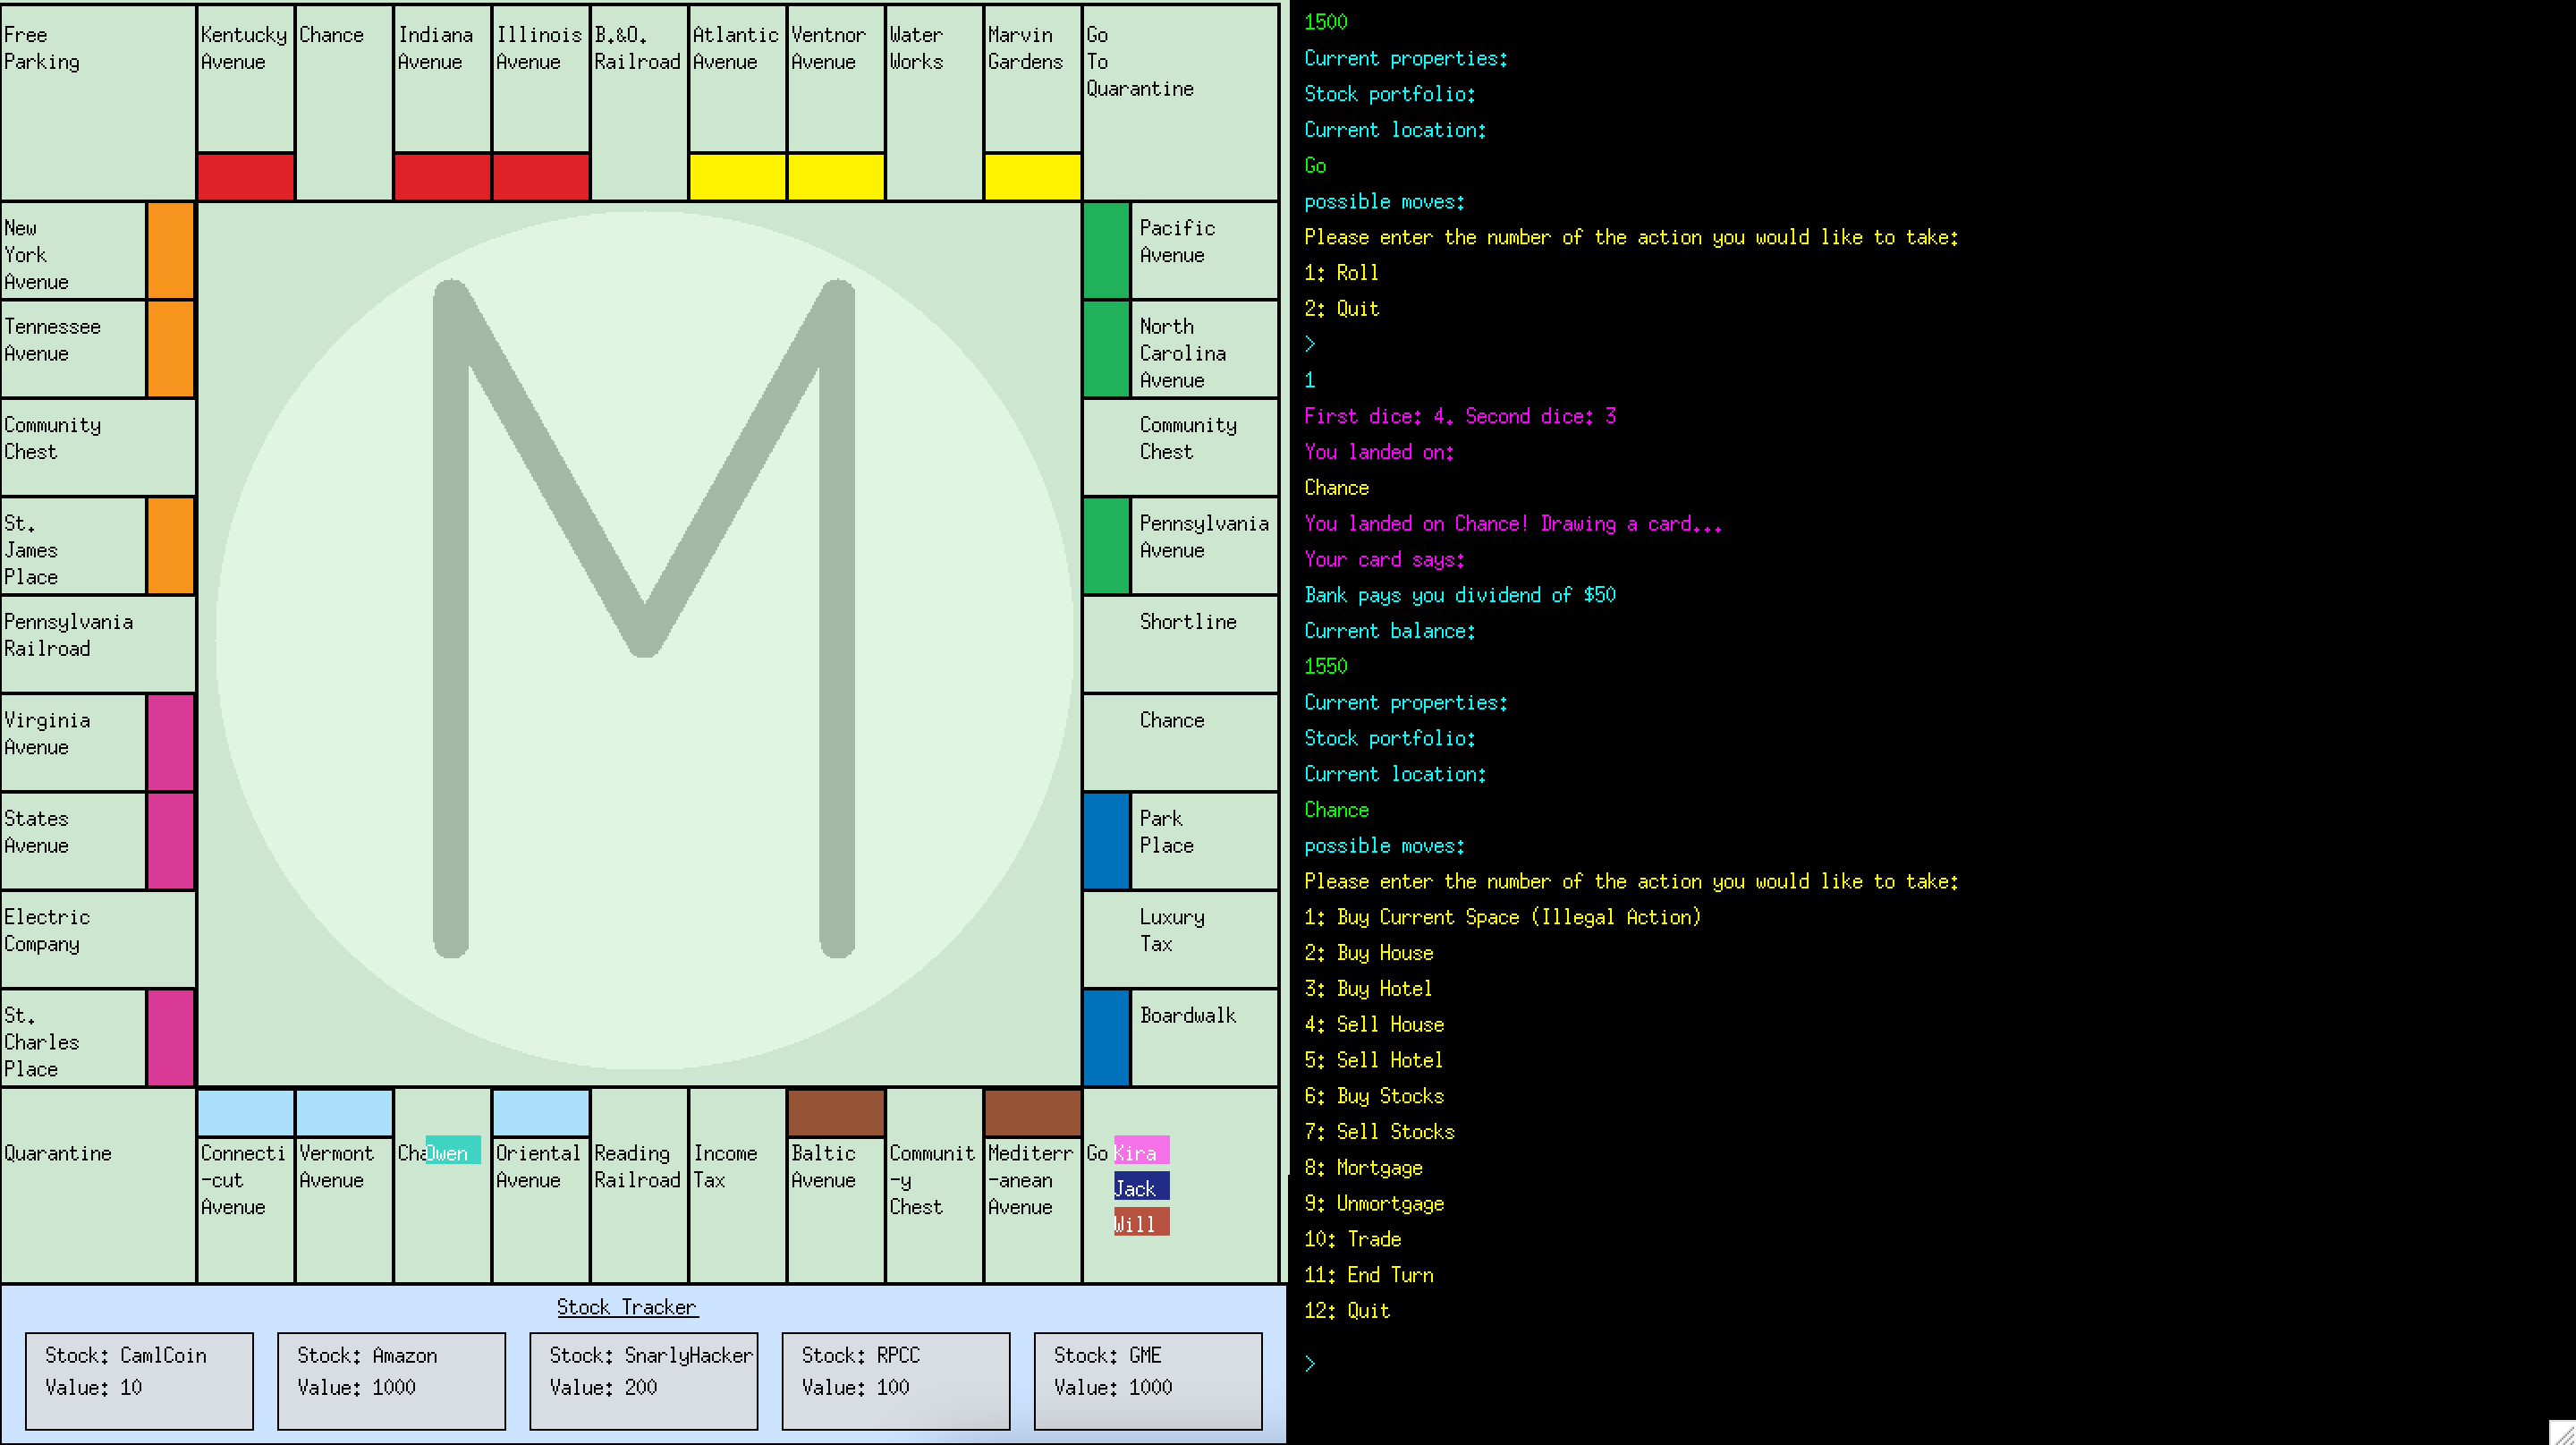 Free
Parking
Kentucky
Avenue
Chance
Indiana
Avenue
Illinois
Avenue
B.&O.
Railroad
Atlantic
Avenue
Ventnor
Avenue
Water
Works
Marvin
Gardens
Go
To
Quarantine
New
York
Avenue
Tennessee
Avenue
Community
Chest
St.
James
Place
Pennsylvania
Railroad
Virginia
Avenue
States
Avenue
Electric
Company
St.
Charles
Place
M
Pacific
Avenue
North
Carolina
Avenue
Community
Chest
Pennsylvania
Avenue
Shortline
Chance
Park
Place
Luxury
Tax
Boardwalk
Quarantine
Connecti
-cut
Avenue
Vermont
Avenue
Cha
Owen
Oriental
Avenue
Reading
Railroad
Income
Tax
Baltic
Avenue
Communit
-y
Chest
Mediterr
-anean
Avenue
Go
Kira
Jack
Will
Stock Tracker
Stock: CamlCoin
Value: 10
Stock: Amazon
Value: 1000
Stock: SnarlyHacker
Value: 200
Stock: RPCC
Value: 100
Stock: GME
Value: 1000
1500
Current properties:
Stock portfolio:
Current location:
Go
possible moves:
Please enter the number of the action you would like to take:
1: Roll
2: Quit
>
1
First dice: 4. Second dice: 3
You landed on:
Chance
You landed on Chance! Drawing a card...
Your card says:
Bank pays you dividend of $50
Current balance:
1550
Current properties:
Stock portfolio:
Current location:
Chance
possible moves:
Please enter the number of the action you would like to take:
1: Buy Current Space (Illegal Action)
2: Buy House
3: Buy Hotel
4: Sell House
5: Sell Hotel
6: Buy Stocks
7: Sell Stocks
8: Mortgage
9: Unmortgage
10: Trade
11: End Turn
12: Quit
>